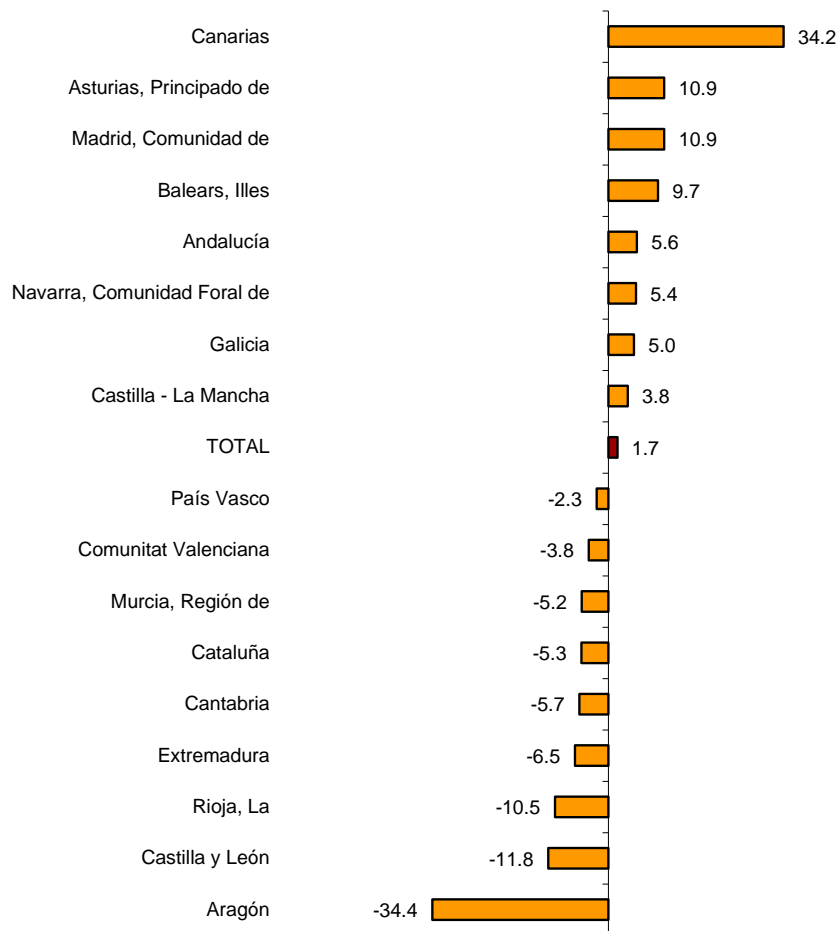 Canarias 34.2
Asturias, Principado de 10.9
Madrid, Comunidad de 10.9
Balears, Illes 9.7
Andalucía 5.6
Navarra, Comunidad Foral de 5.4
Galicia 5.0
Castilla - La Mancha 3.8
TOTAL 1.7
País Vasco -2.3
Comunitat Valenciana -3.8
Murcia, Región de -5.2
Cataluña -5.3
Cantabria -5.7
Extremadura -6.5
Rioja, La -10.5
Castilla y León -11.8
Aragón -34.4